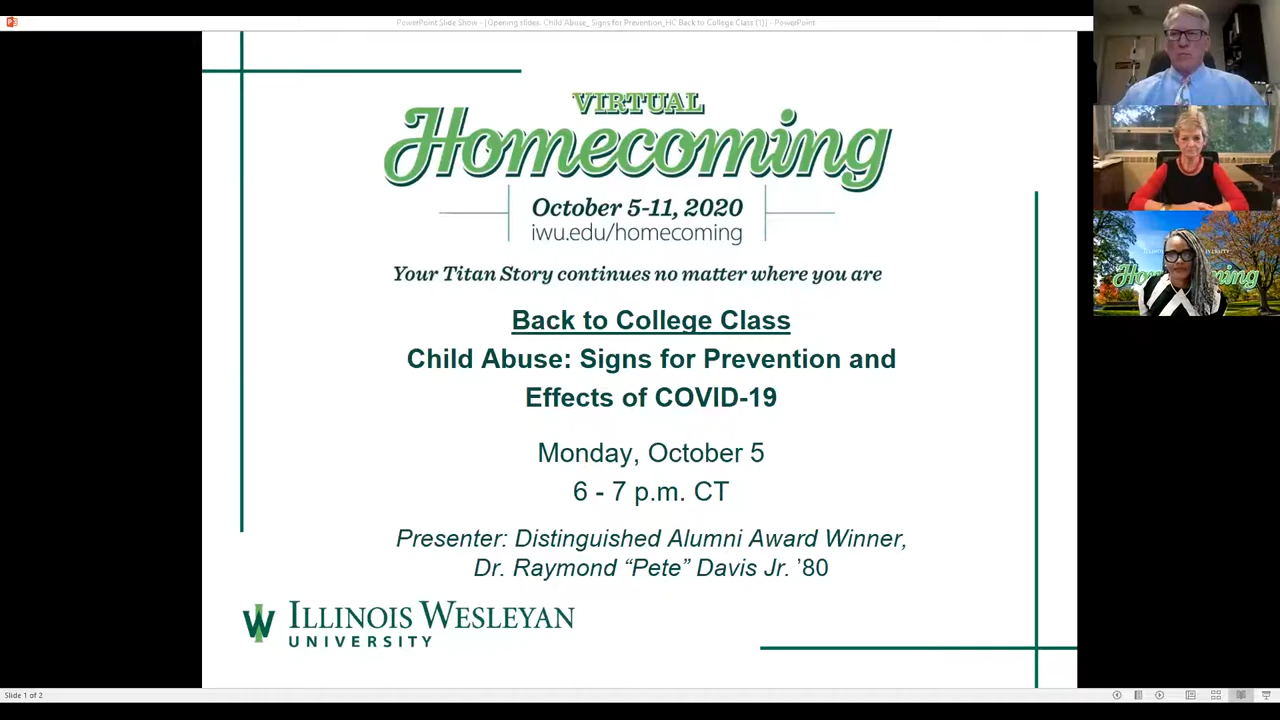 PowerPoint Slide Show - [Opening slides. Child Abuse_ Signs for Prevention_HC Back to College Class (1)] - PowerPoint
VIRTUAL
Homecoming
October 5-11, 2020
iwu.edu/homecoming
Your Titan Story continues no matter where you are
Back to College Class
Child Abuse: Signs for Prevention and
Effects of COVID-19
Monday, October 5
6 - 7 p.m. CT
Presenter: Distinguished Alumni Award Winner,
Dr. Raymond “Pete” Davis Jr. ’80
ILLINOIS WESLEYAN
UNIVERSITY
Homecoming
Slide 1 of 2